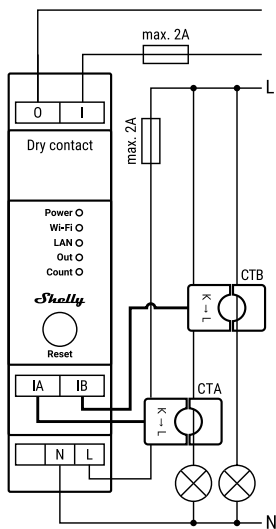 max. 2A
O I
L
Dry contact
max. 2A
Power
Wi-Fi
LAN
Out
Count
CTB
K → L
Shelly
Reset
IA IB
CTA
K → L
N L
N